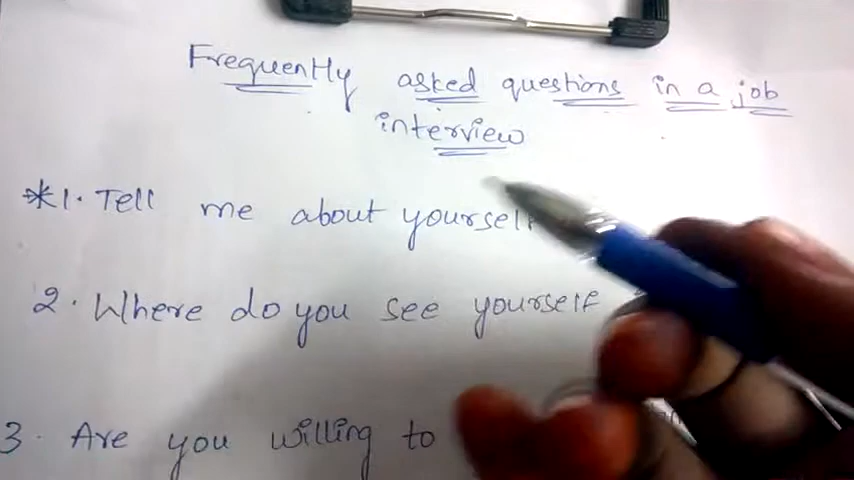 Frequently asked questions in a job
interview
*1. Tell me about yourself
2. Where do you see yourself
3. Are you willing to